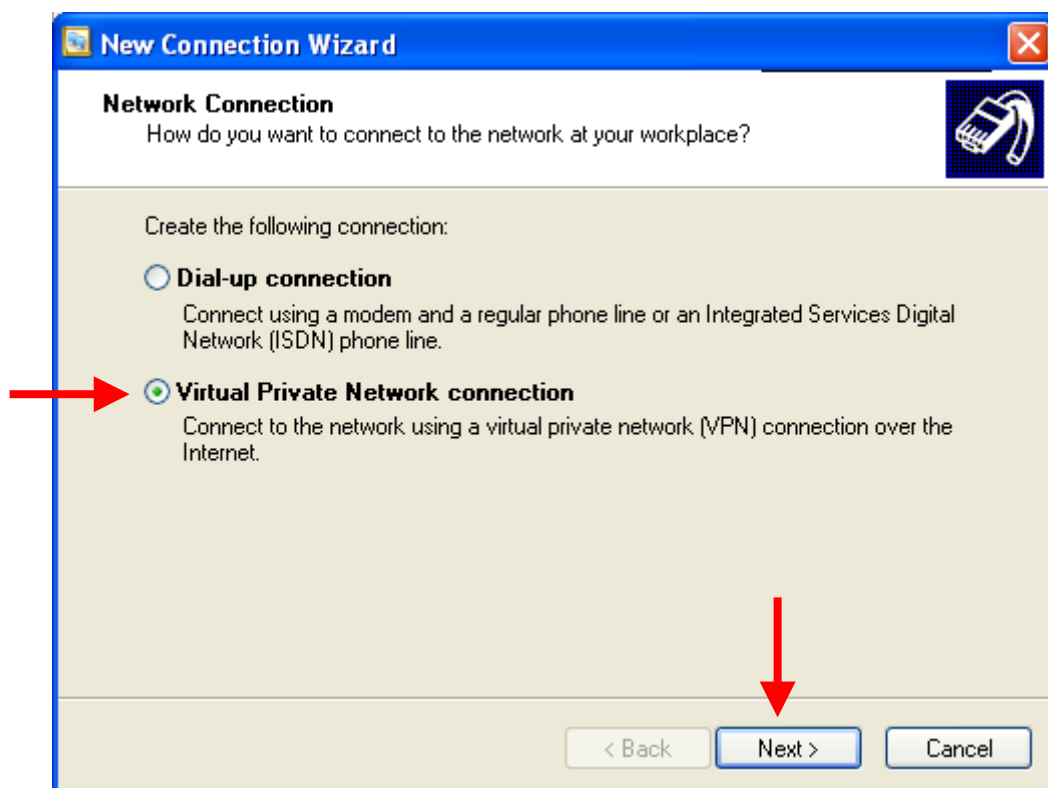 New Connection Wizard
Network Connection
How do you want to connect to the network at your workplace?
Create the following connection:
Dial-up connection
Connect using a modem and a regular phone line or an Integrated Services Digital
Network (ISDN) phone line.
Virtual Private Network connection
Connect to the network using a virtual private network (VPN) connection over the
Internet.
< Back Next > Cancel